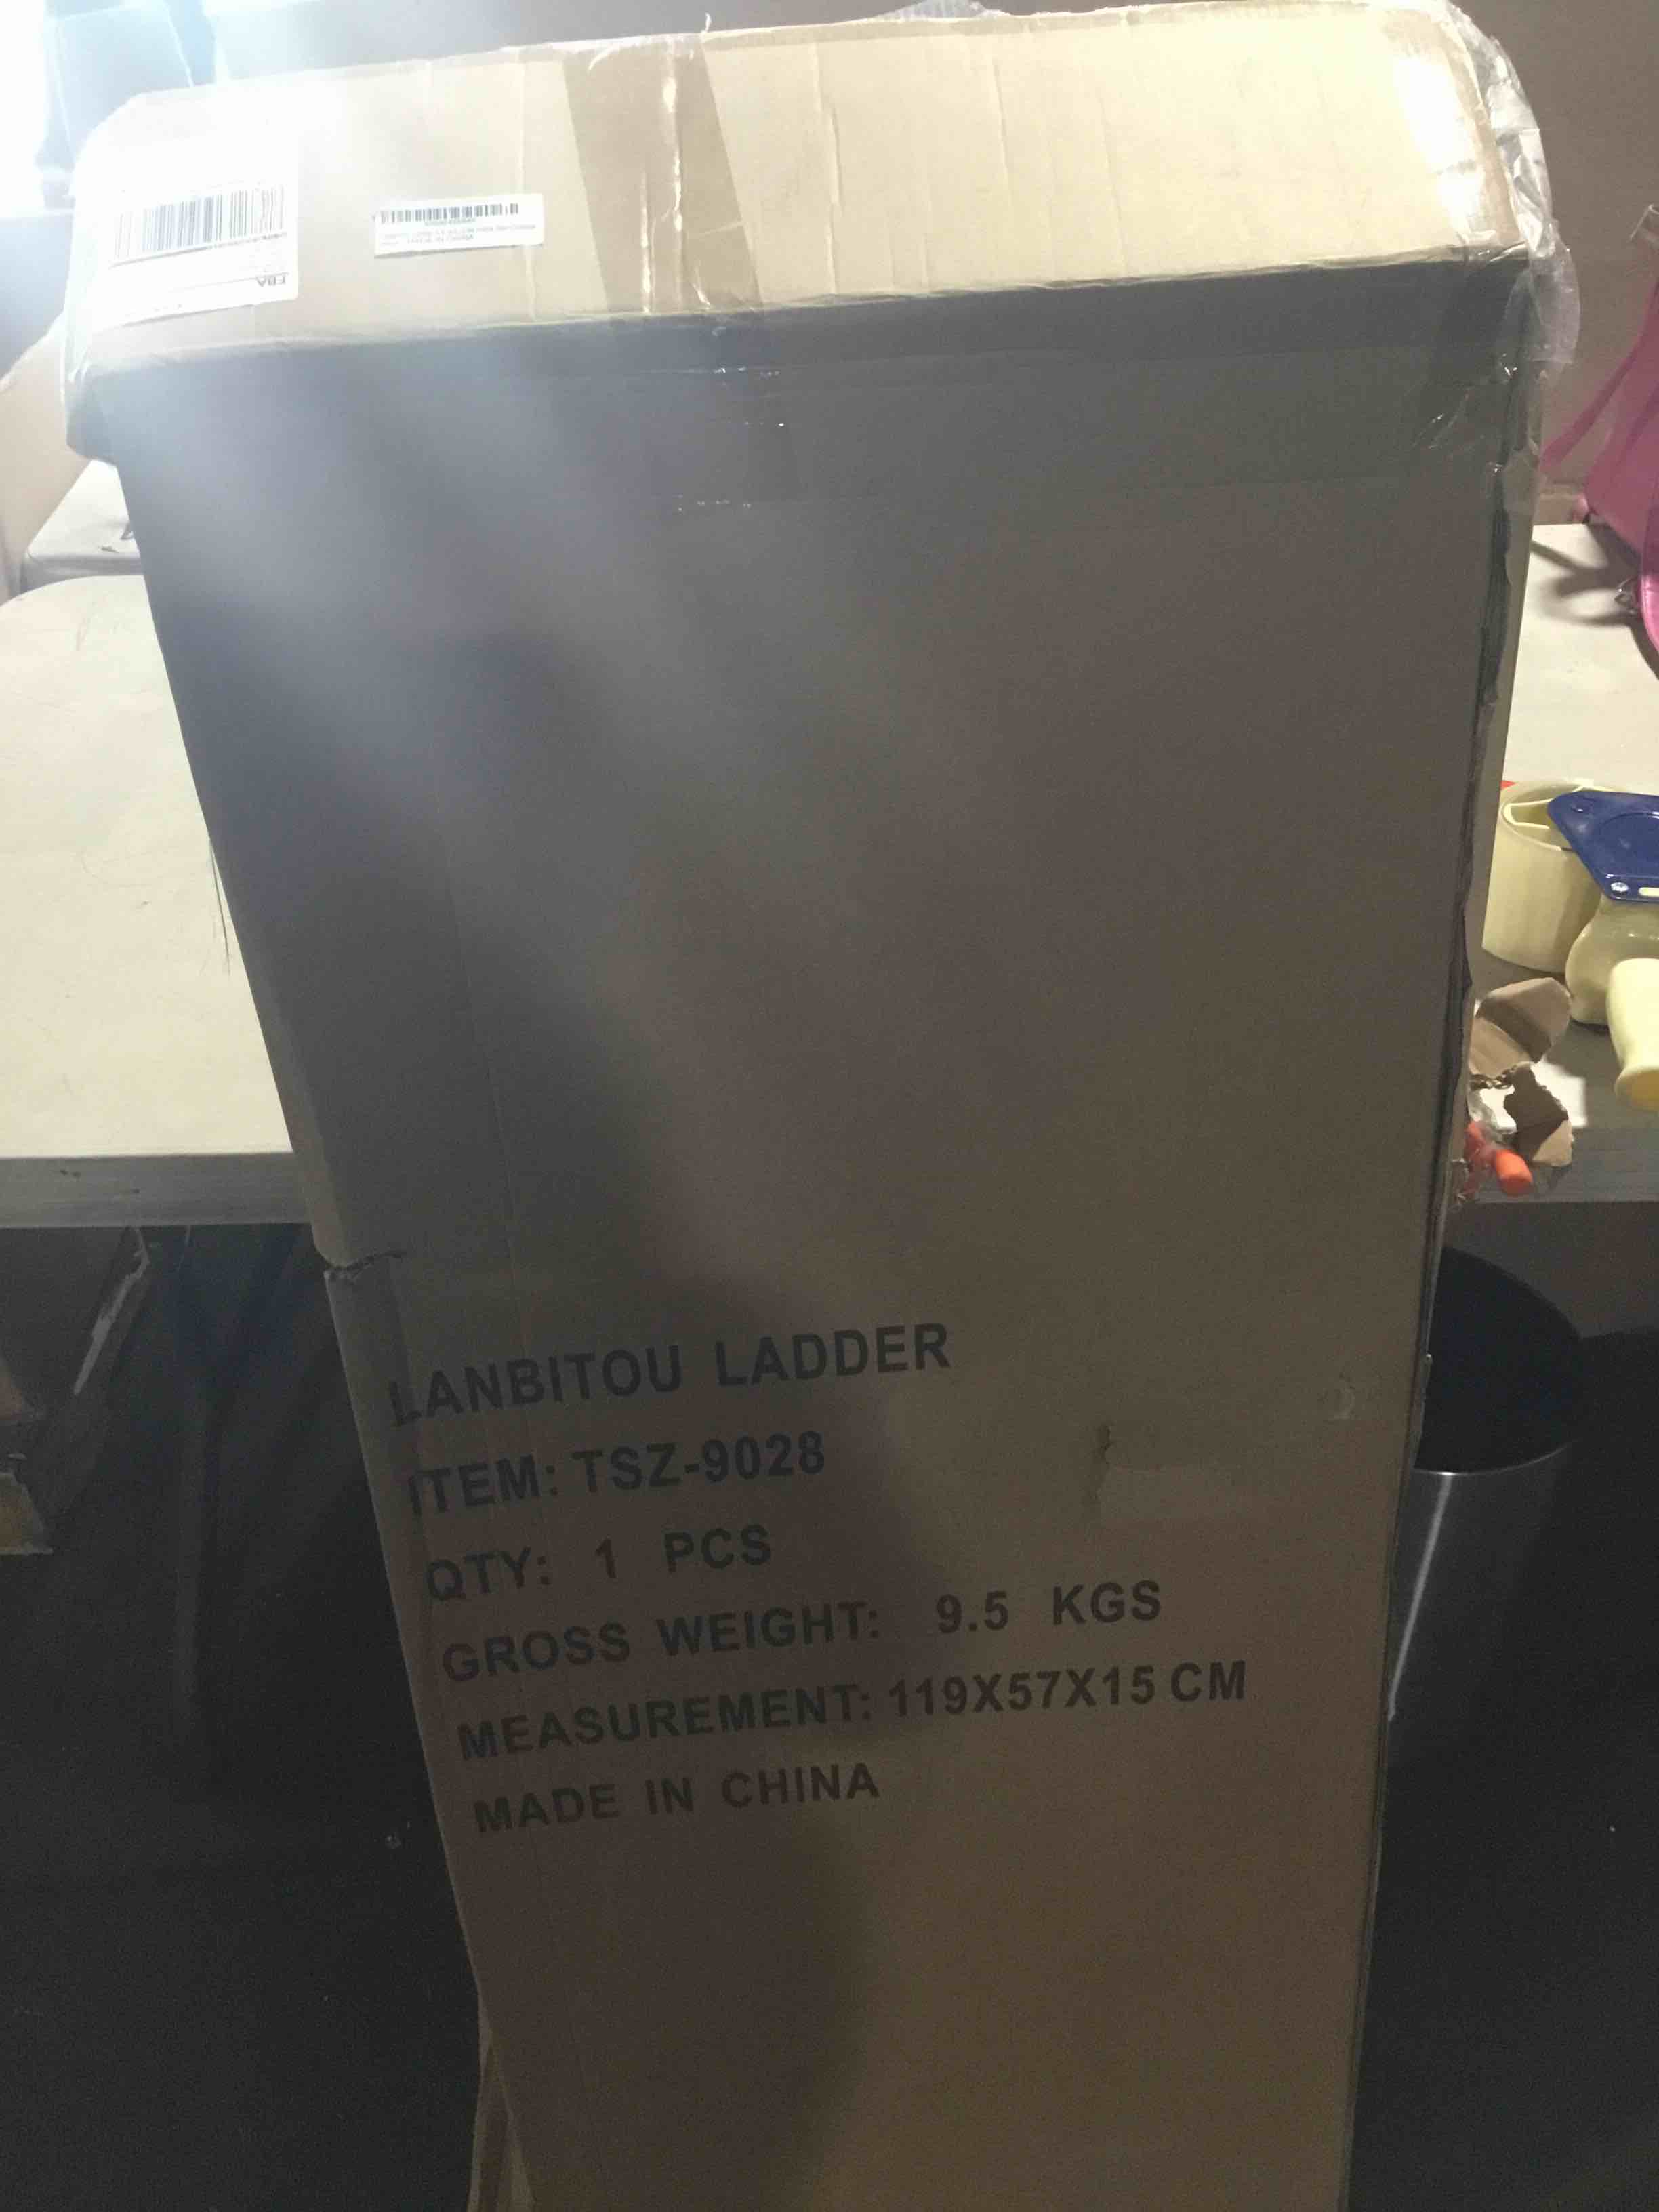 FBA
LANBITOU LADDER
ITEM: TSZ-9028
QTY: 1 PCS
GROSS WEIGHT: 9.5 KGS
MEASUREMENT: 119X57X15 CM
MADE IN CHINA